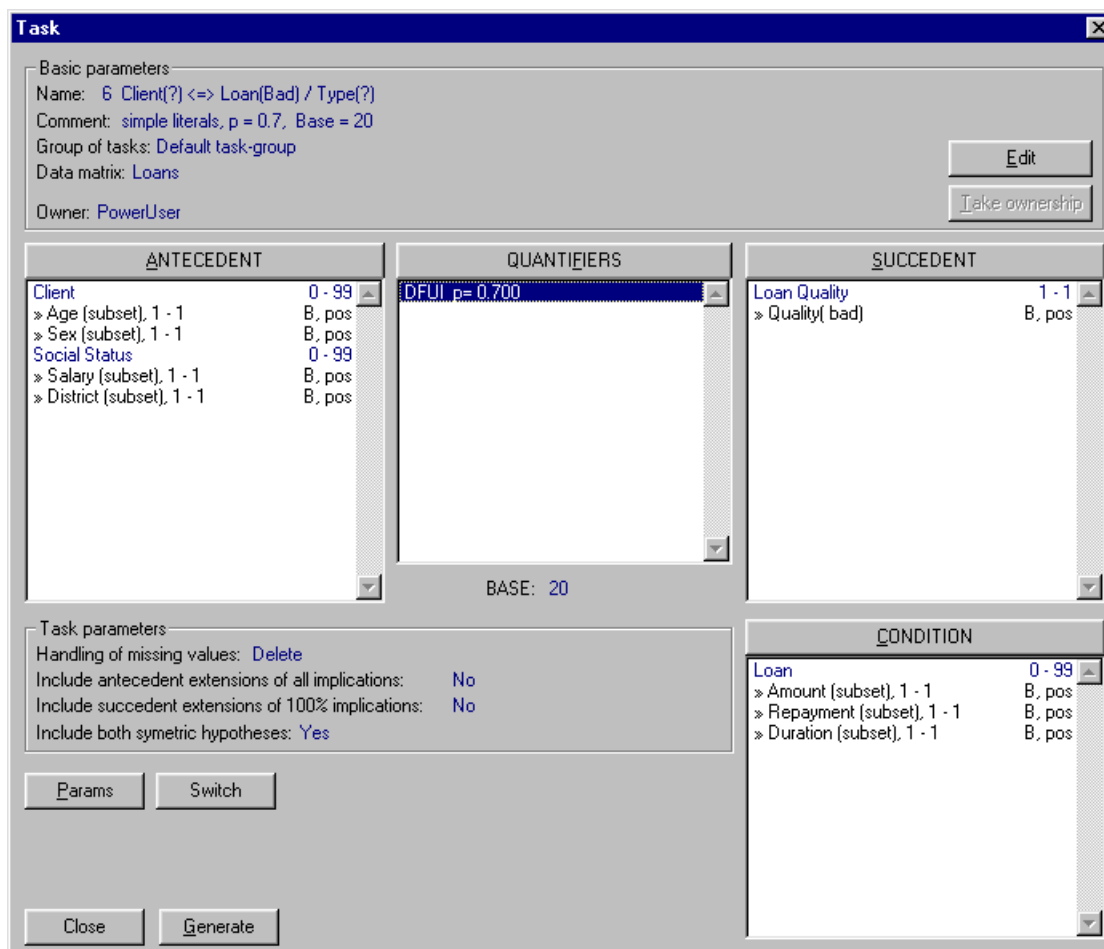 Task
Basic parameters
Name: 6 Client(?) <=> Loan(Bad) / Type(?)
Comment: simple literals, p = 0.7, Base = 20
Group of tasks: Default task-group
Data matrix: Loans
Owner: PowerUser
Edit
Take ownership
ANTECEDENT
Client 0 - 99
» Age (subset), 1 - 1 B, pos
» Sex (subset), 1 - 1 B, pos
Social Status 0 - 99
» Salary (subset), 1 - 1 B, pos
» District (subset), 1 - 1 B, pos
QUANTIFIERS
DFUI p= 0.700
BASE: 20
SUCCEDENT
Loan Quality 1 - 1
» Quality( bad) B, pos
Task parameters
Handling of missing values: Delete
Include antecedent extensions of all implications: No
Include succedent extensions of 100% implications: No
Include both symetric hypotheses: Yes
CONDITION
Loan 0 - 99
» Amount (subset), 1 - 1 B, pos
» Repayment (subset), 1 - 1 B, pos
» Duration (subset), 1 - 1 B, pos
Params
Switch
Close
Generate